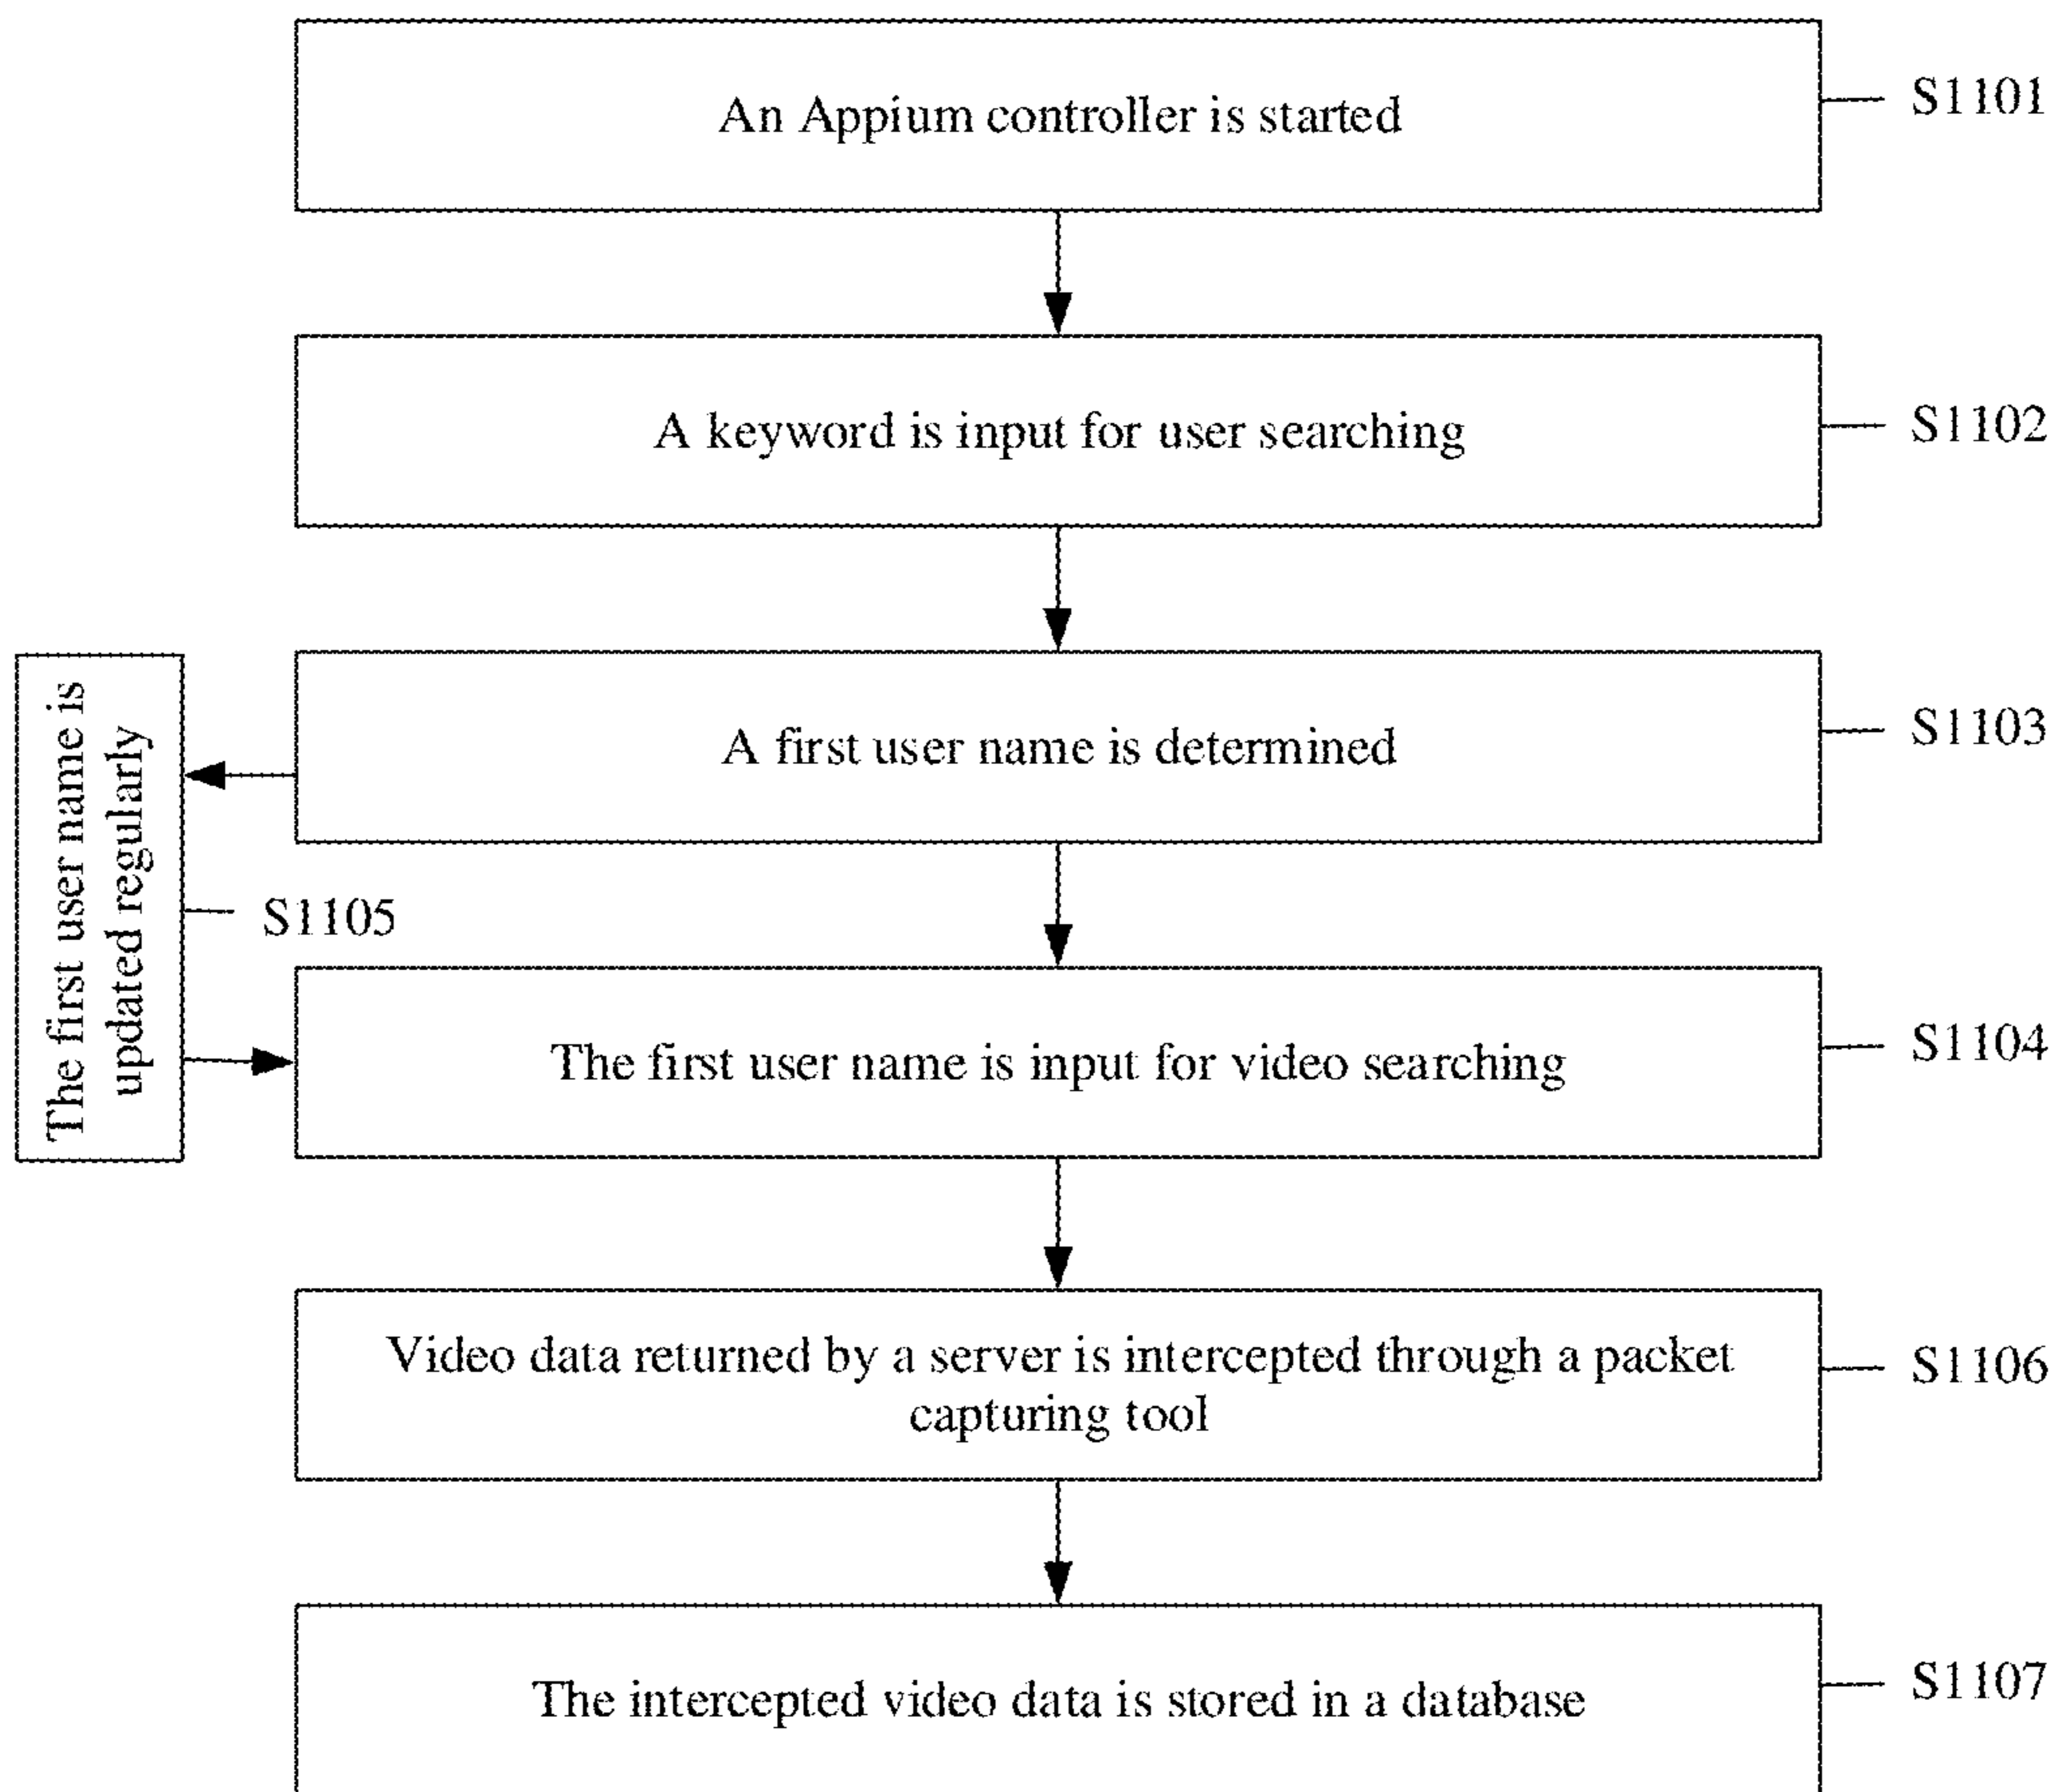 An Appium controller is started
S1101
A keyword is input for user searching
S1102
A first user name is determined
S1103
The first user name is
updated regularly
S1105
The first user name is input for video searching
S1104
Video data returned by a server is intercepted through a packet
capturing tool
S1106
The intercepted video data is stored in a database
S1107